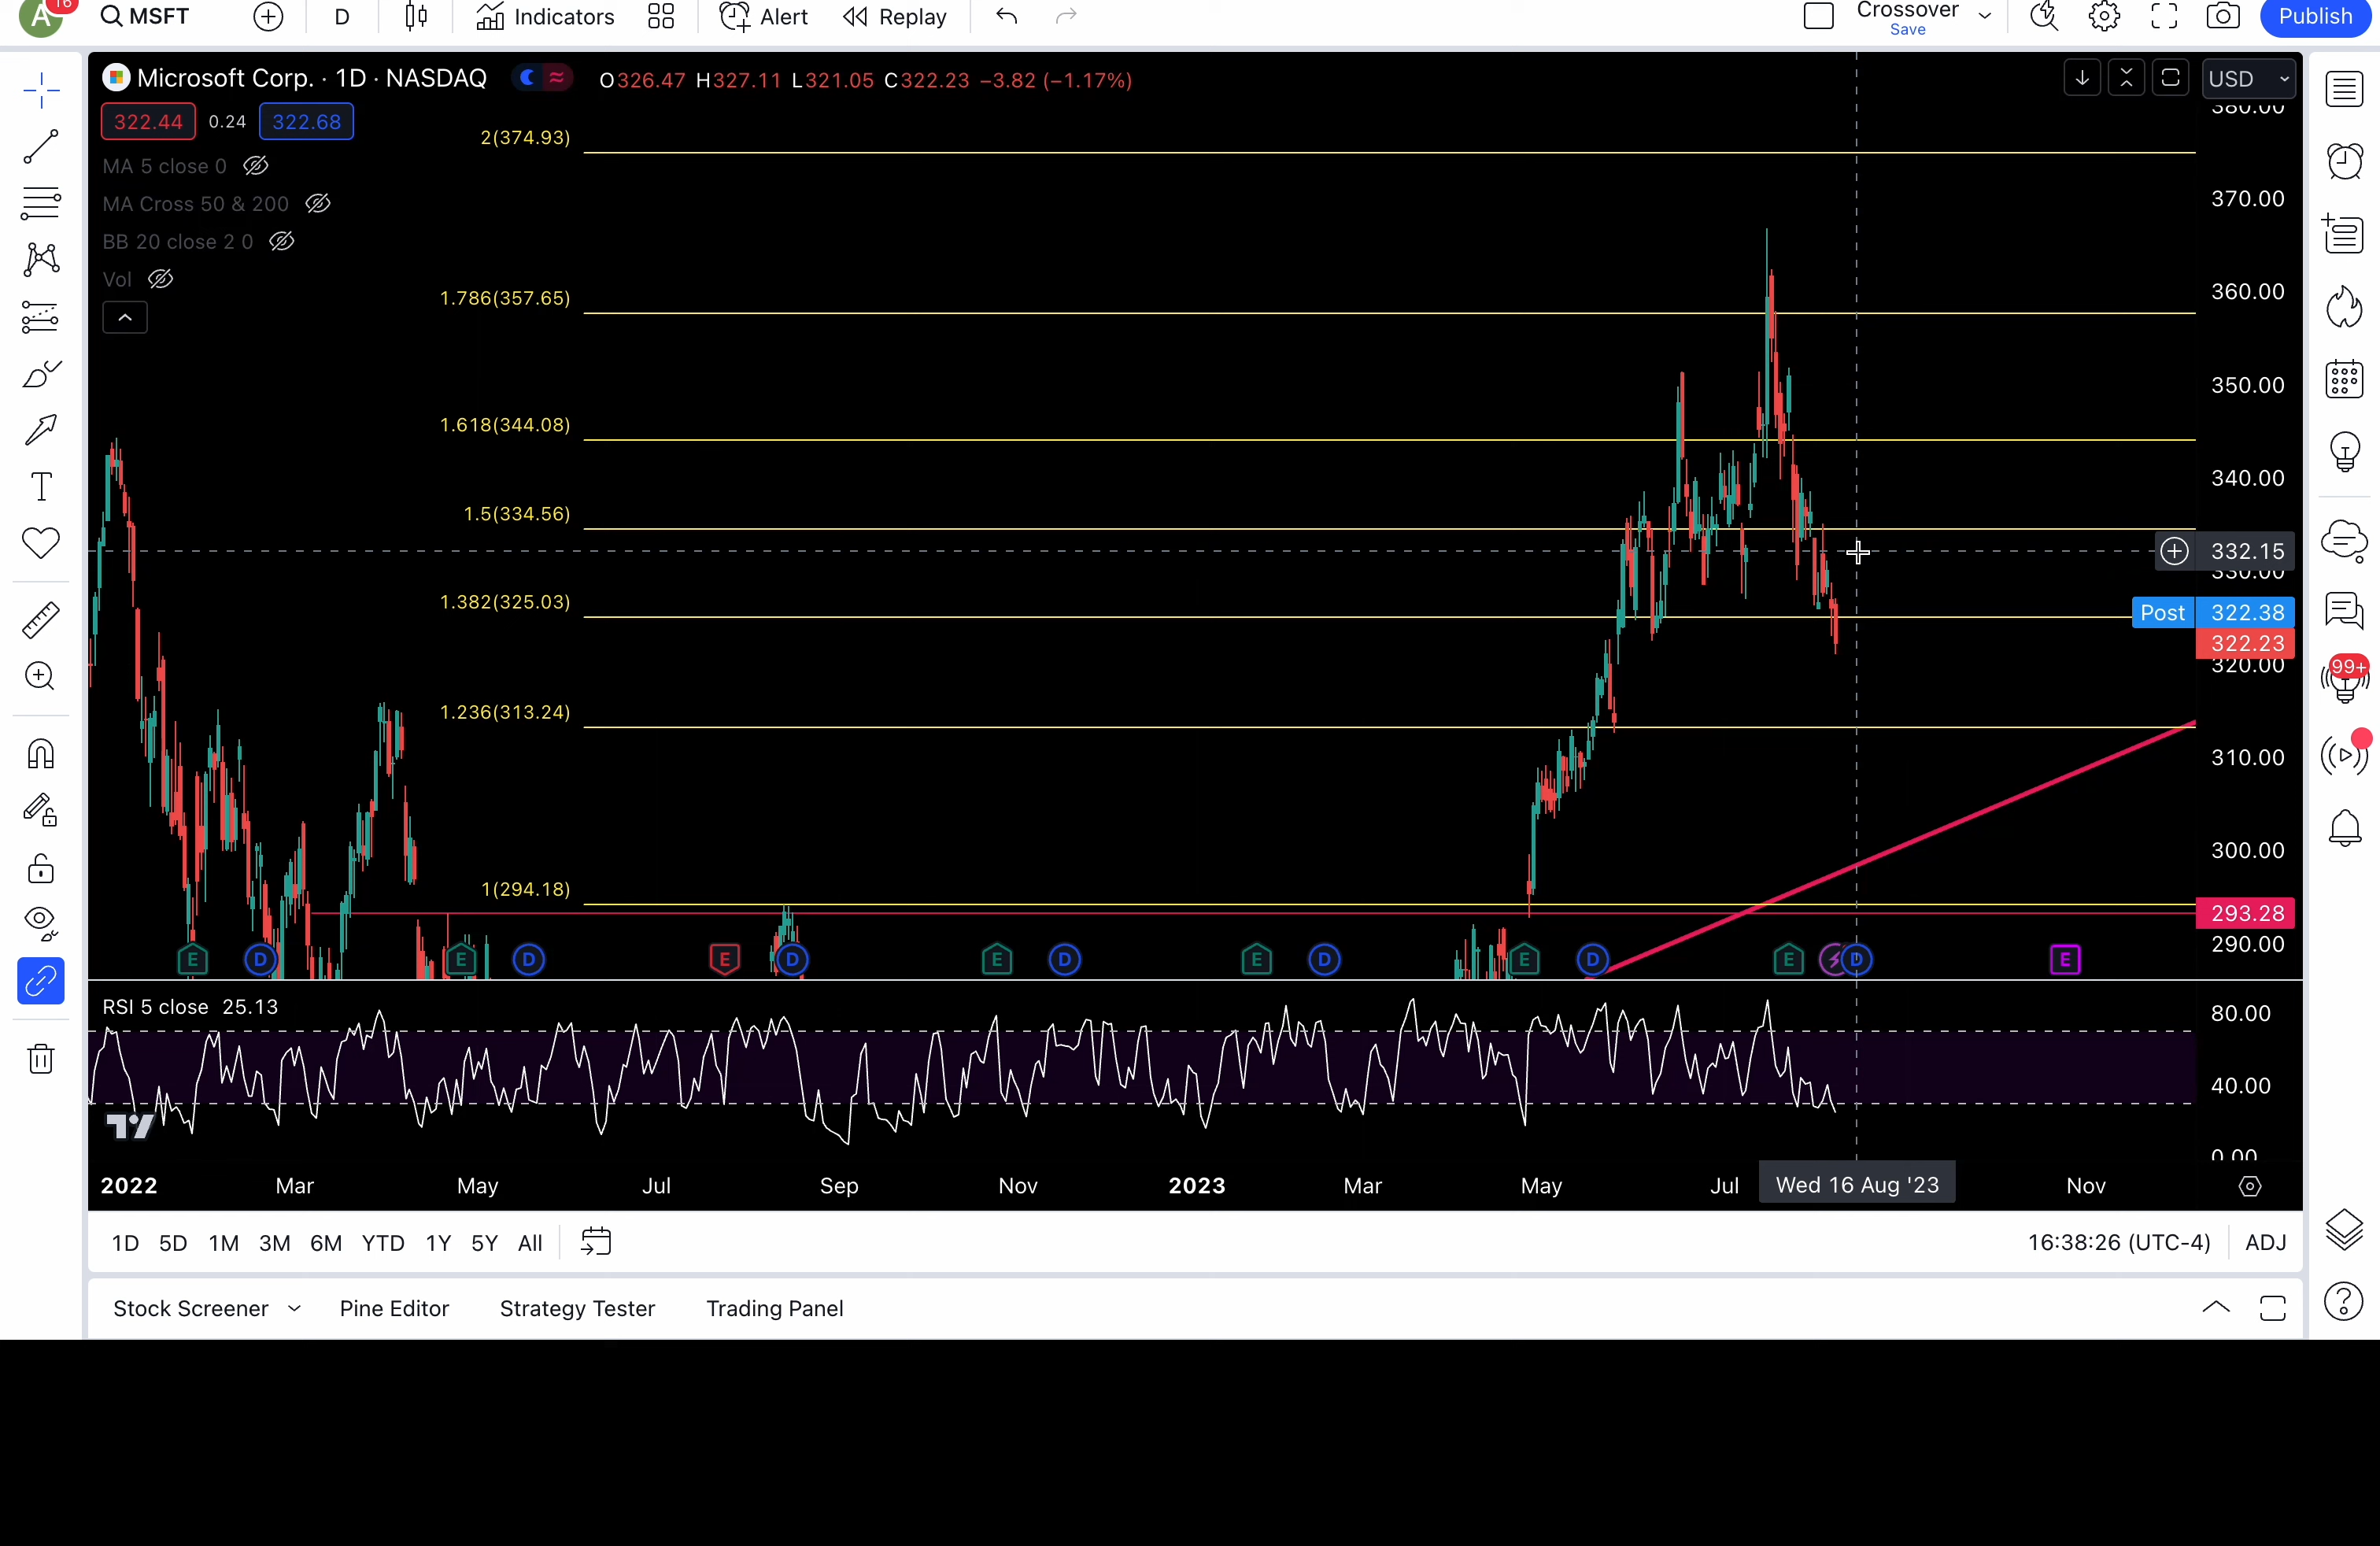 A 16 MSFT D Indicators Alert Replay Crossover Save Publish
Microsoft Corp. · 1D · NASDAQ O326.47 H327.11 L321.05 C322.23 −3.82 (−1.17%) USD
322.44 0.24 322.68
MA 5 close 0
MA Cross 50 & 200
BB 20 close 2 0
Vol
2(374.93)
1.786(357.65)
1.618(344.08)
1.5(334.56)
1.382(325.03)
1.236(313.24)
1(294.18)
380.00
370.00
360.00
350.00
340.00
332.15
330.00
Post 322.38
322.23
320.00
310.00
300.00
293.28
290.00
E D E D E D E D E D E D E D E
RSI 5 close 25.13
80.00
40.00
0.00
2022 Mar May Jul Sep Nov 2023 Mar May Jul Wed 16 Aug '23 Nov
1D 5D 1M 3M 6M YTD 1Y 5Y All 16:38:26 (UTC-4) ADJ
Stock Screener Pine Editor Strategy Tester Trading Panel
99+